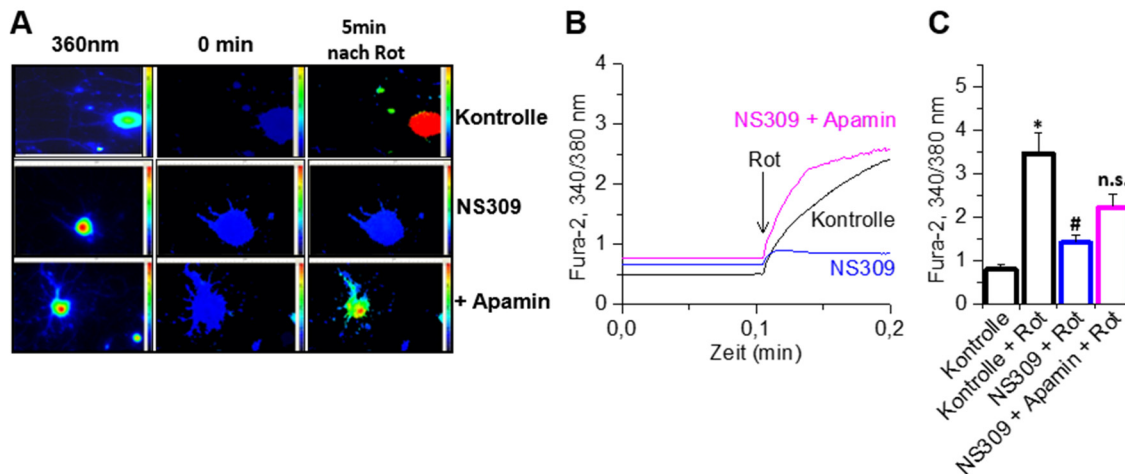 A
360nm
0 min
5min
nach Rot
Kontrolle
NS309
+ Apamin
B
Fura-2, 340/380 nm
4
3
2
1
0
NS309 + Apamin
Rot
Kontrolle
NS309
0,0
0,1
0,2
Zeit (min)
C
Fura-2, 340/380 nm
5
4
3
2
1
0
*
#
n.s.
Kontrolle
Kontrolle + Rot
NS309 + Rot
NS309 + Apamin + Rot